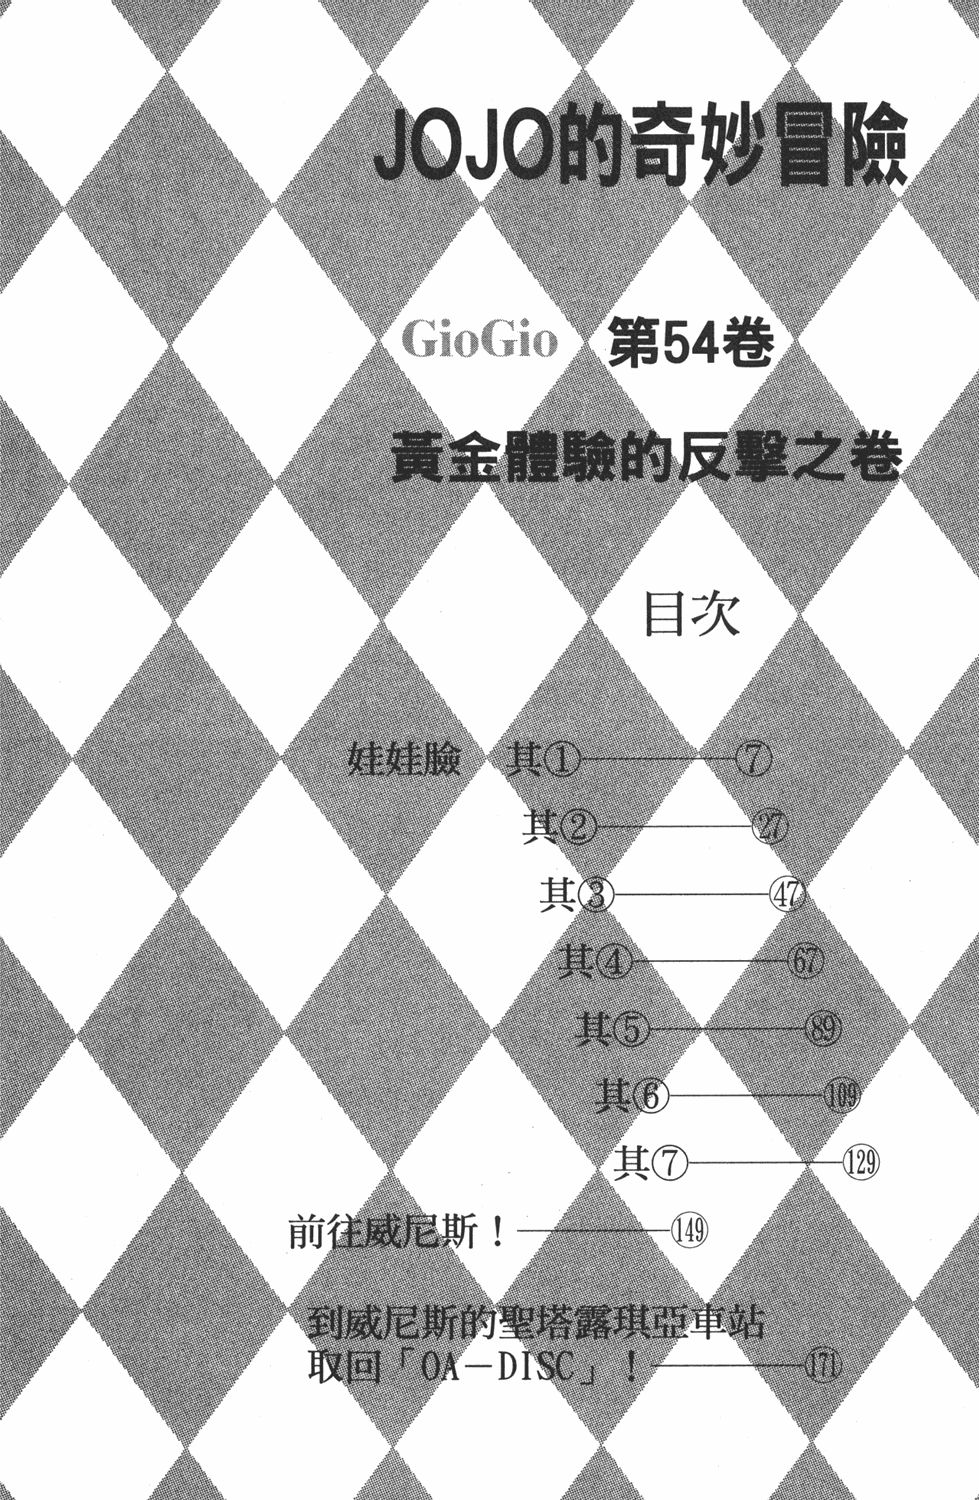 JOJO的奇妙冒險
GioGio 第54卷
黃金體驗的反擊之卷
目次
娃娃臉 其①——⑦
其②——㉗
其③——㊼
其④——67
其⑤——89
其⑥——109
其⑦——129
前往威尼斯！——149
到威尼斯的聖塔露琪亞車站
取回「OA－DISC」！——171